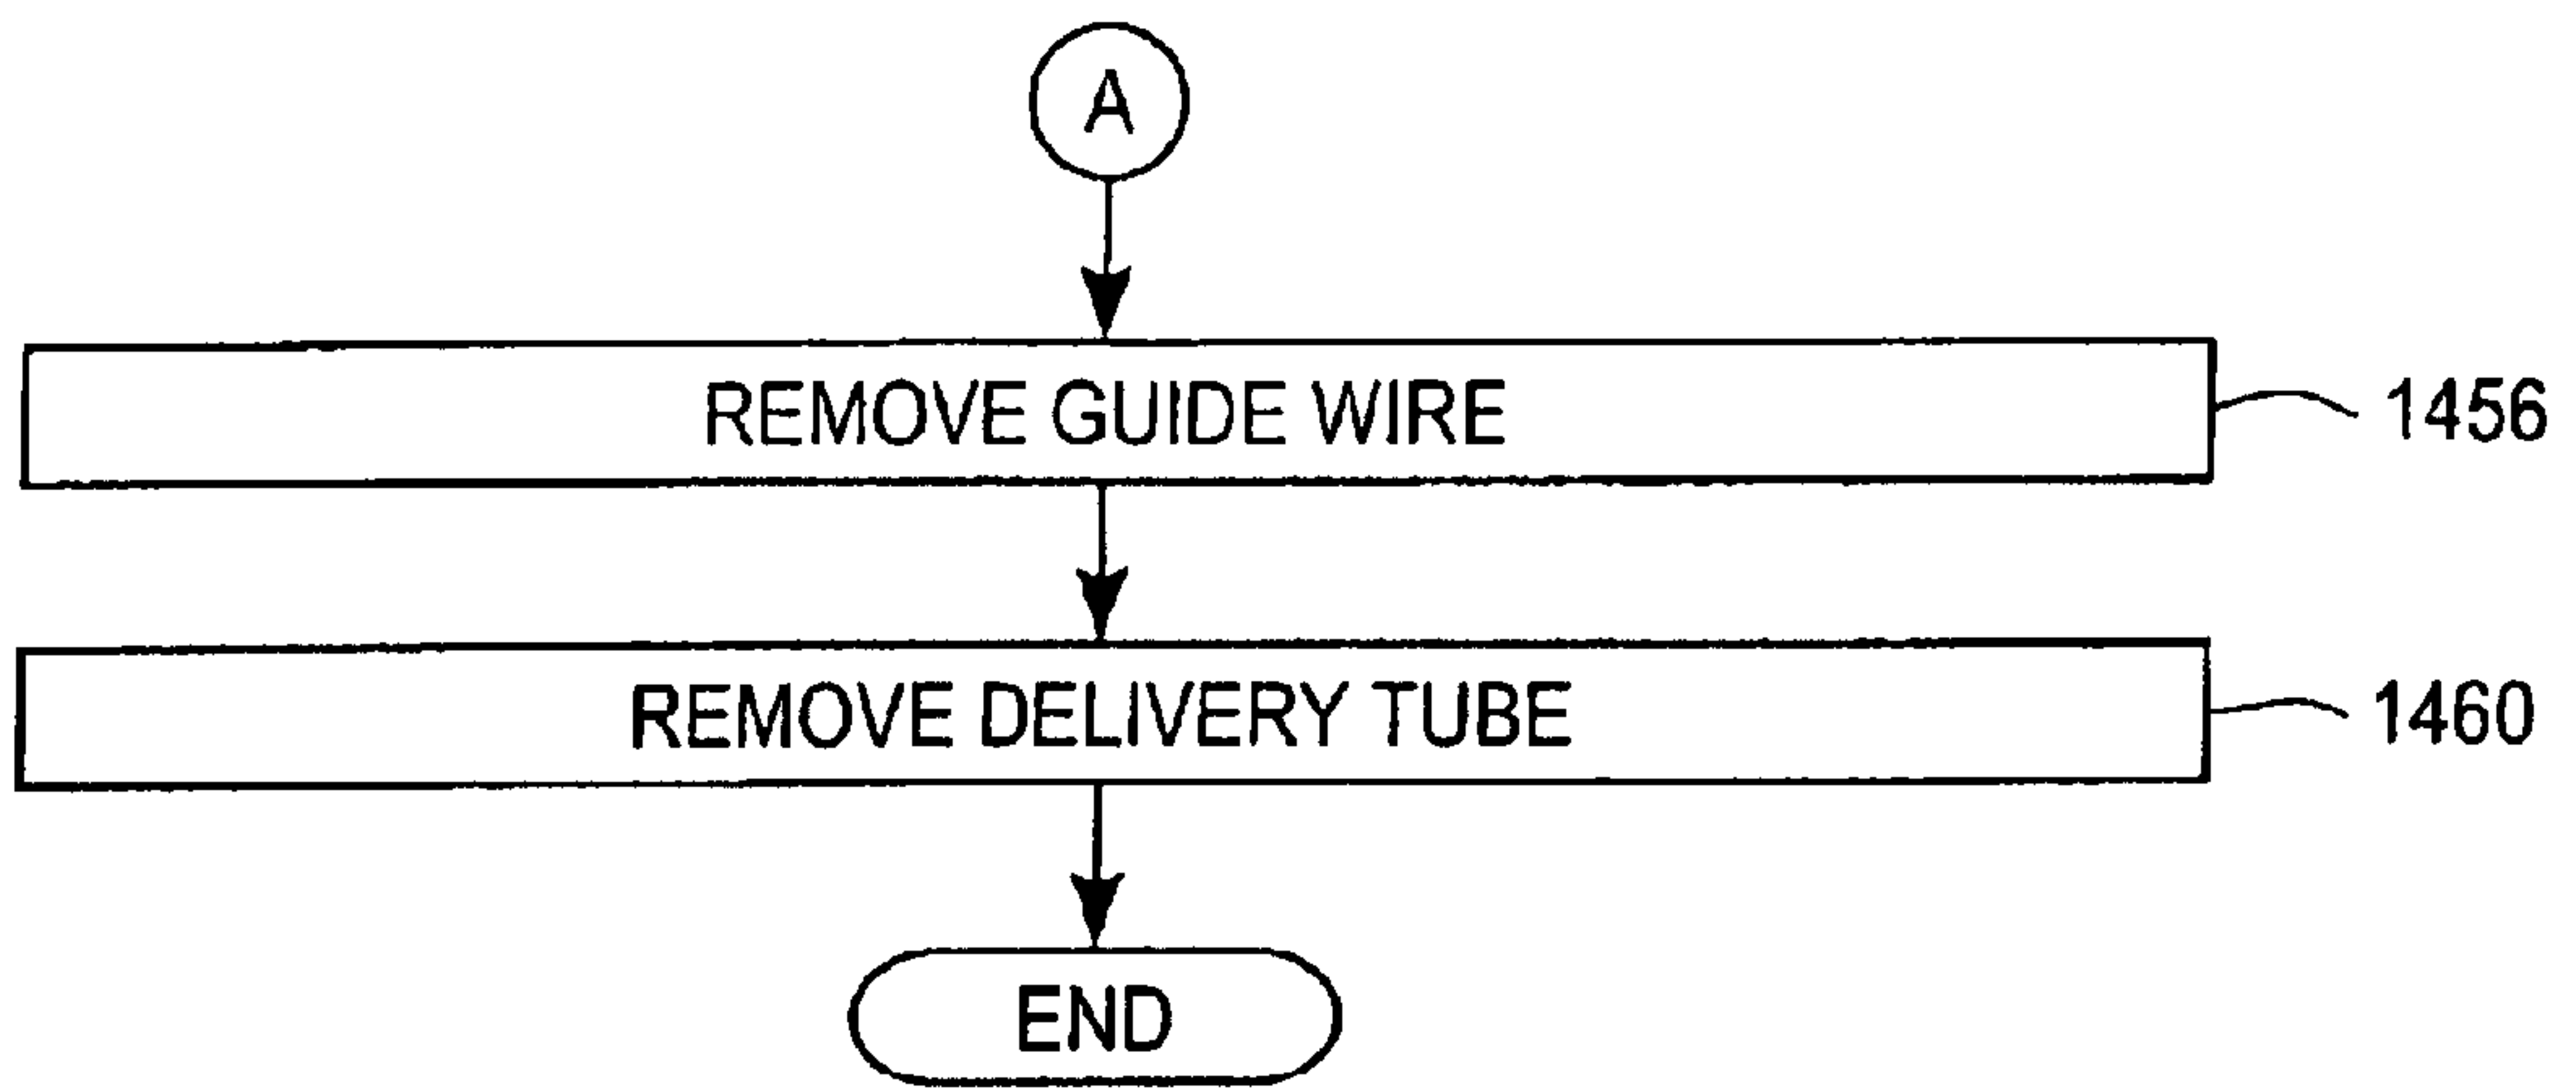 A
REMOVE GUIDE WIRE
1456
REMOVE DELIVERY TUBE
1460
END